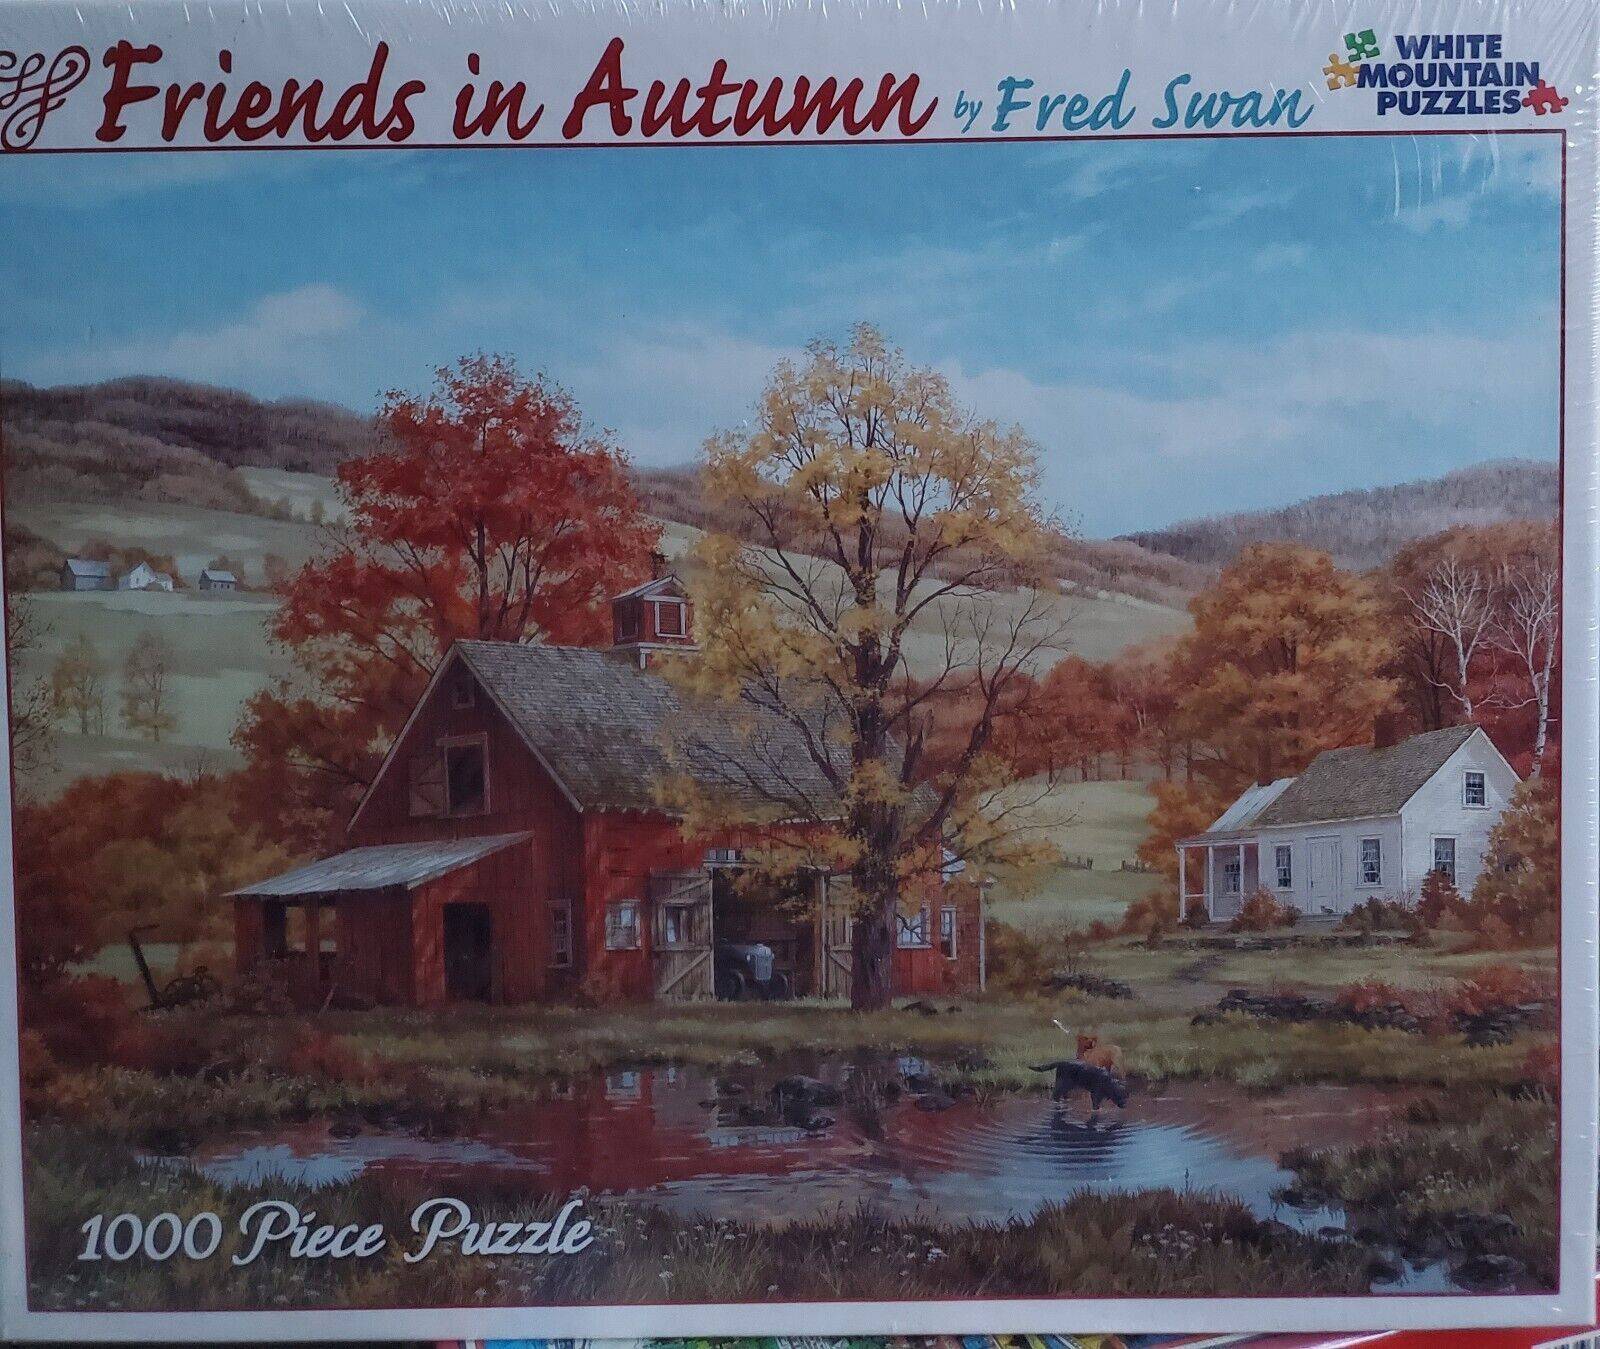 Friends in Autumn by Fred Swan
WHITE
MOUNTAIN
PUZZLES
1000 Piece Puzzle